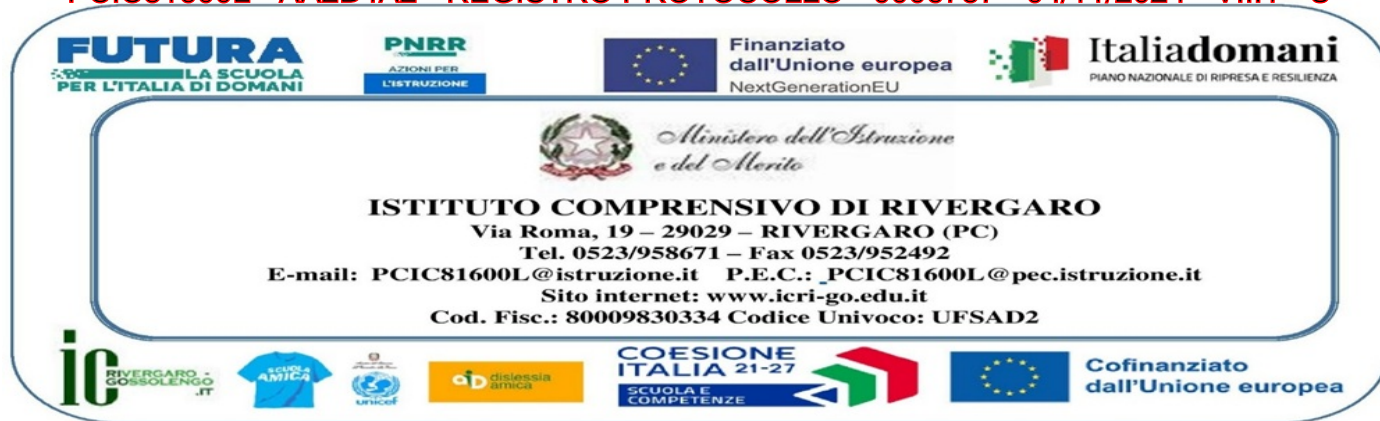 FUTURA
LA SCUOLA
PER L'ITALIA DI DOMANI
PNRR
AZIONI PER
L'ISTRUZIONE
Finanziato
dall'Unione europea
NextGenerationEU
Italiadomani
PIANO NAZIONALE DI RIPRESA E RESILIENZA
Ministero dell'Istruzione
e del Merito
ISTITUTO COMPRENSIVO DI RIVERGARO
Via Roma, 19 – 29029 – RIVERGARO (PC)
Tel. 0523/958671 – Fax 0523/952492
E-mail: PCIC81600L@istruzione.it P.E.C.: PCIC81600L@pec.istruzione.it
Sito internet: www.icri-go.edu.it
Cod. Fisc.: 80009830334 Codice Univoco: UFSAD2
ic
RIVERGARO -
GOSSOLENGO
.IT
SCUOLA
AMICA
unicef
aiD dislessia
amica
COESIONE
ITALIA 21-27
SCUOLA E
COMPETENZE
Cofinanziato
dall'Unione europea